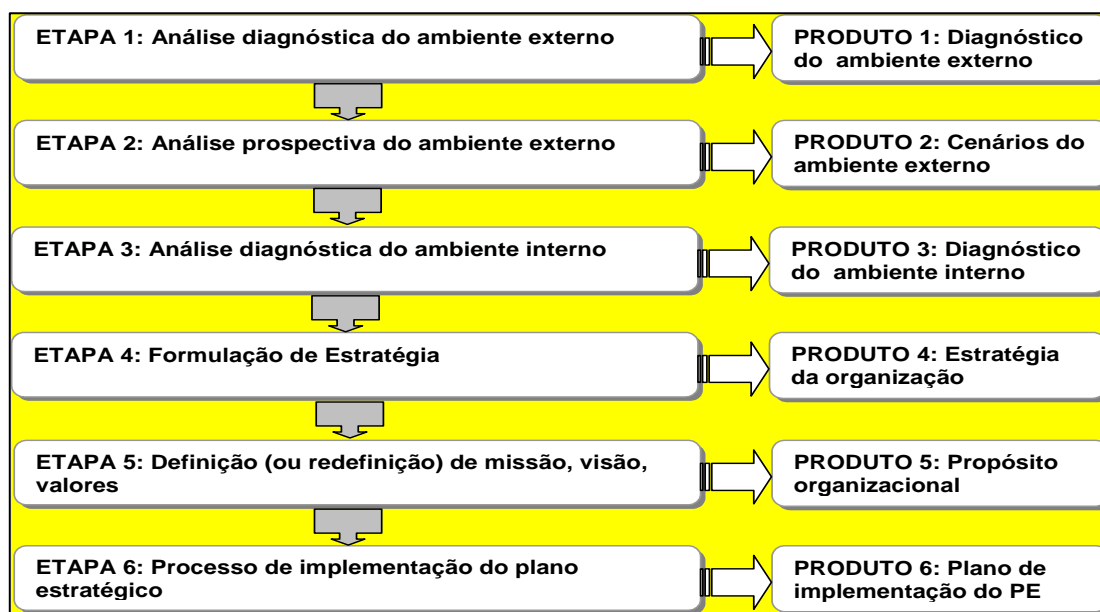 ETAPA 1: Análise diagnóstica do ambiente externo
PRODUTO 1: Diagnóstico
do ambiente externo
ETAPA 2: Análise prospectiva do ambiente externo
PRODUTO 2: Cenários do
ambiente externo
ETAPA 3: Análise diagnóstica do ambiente interno
PRODUTO 3: Diagnóstico
do ambiente interno
ETAPA 4: Formulação de Estratégia
PRODUTO 4: Estratégia
da organização
ETAPA 5: Definição (ou redefinição) de missão, visão,
valores
PRODUTO 5: Propósito
organizacional
ETAPA 6: Processo de implementação do plano
estratégico
PRODUTO 6: Plano de
implementação do PE